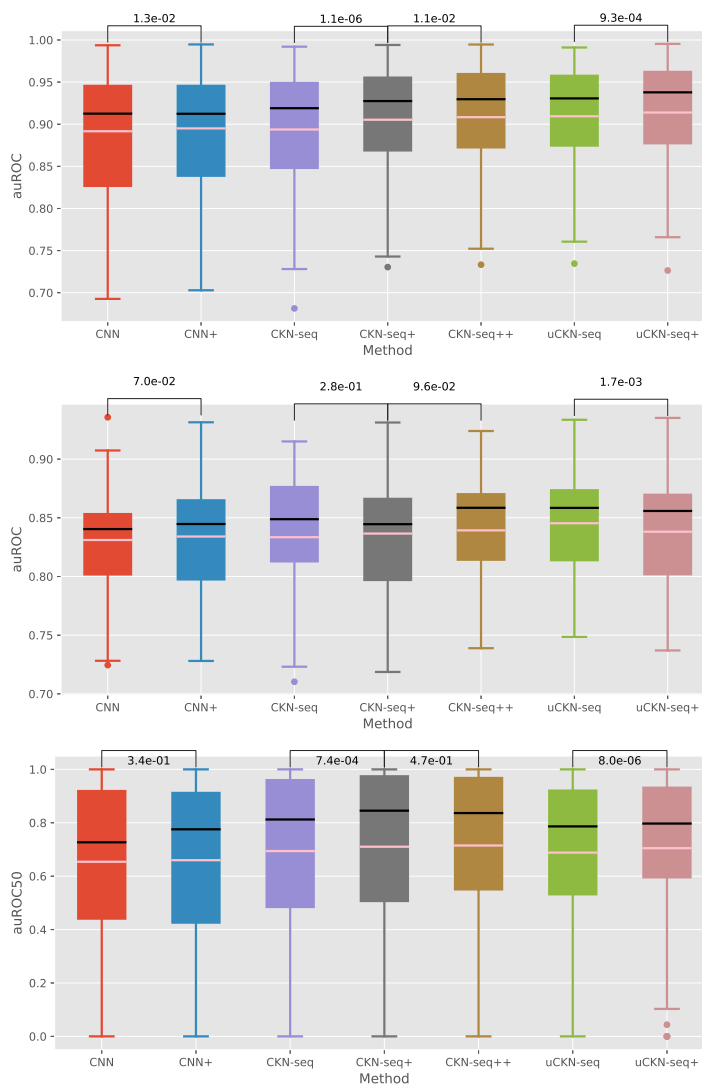 1.3e-02 1.1e-06 1.1e-02 9.3e-04
1.00
0.95
0.90
0.85
0.80
0.75
0.70
auROC
CNN CNN+ CKN-seq CKN-seq+ CKN-seq++ uCKN-seq uCKN-seq+
Method
7.0e-02 2.8e-01 9.6e-02 1.7e-03
0.90
0.85
0.80
0.75
0.70
auROC
CNN CNN+ CKN-seq CKN-seq+ CKN-seq++ uCKN-seq uCKN-seq+
Method
3.4e-01 7.4e-04 4.7e-01 8.0e-06
1.0
0.8
0.6
0.4
0.2
0.0
auROC50
CNN CNN+ CKN-seq CKN-seq+ CKN-seq++ uCKN-seq uCKN-seq+
Method